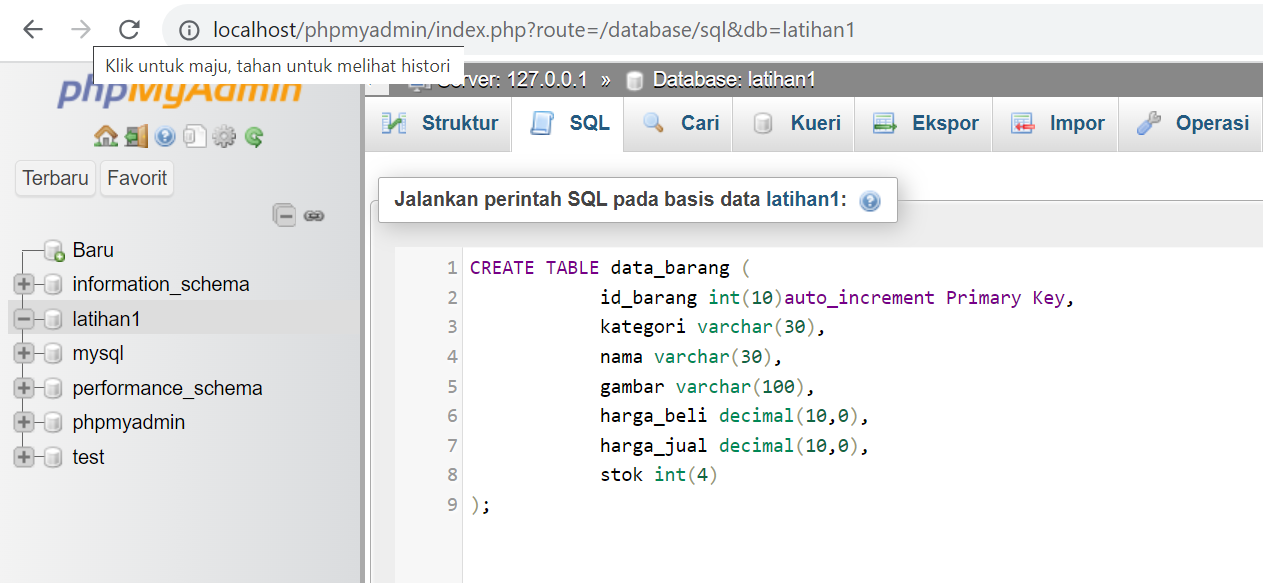 localhost/phpmyadmin/index.php?route=/database/sql&db=latihan1
Klik untuk maju, tahan untuk melihat histori
phpMyAdmin
Server: 127.0.0.1 » Database: latihan1
Struktur SQL Cari Kueri Ekspor Impor Operasi
Terbaru Favorit
Baru
information_schema
latihan1
mysql
performance_schema
phpmyadmin
test
Jalankan perintah SQL pada basis data latihan1:
1 CREATE TABLE data_barang (
2 id_barang int(10)auto_increment Primary Key,
3 kategori varchar(30),
4 nama varchar(30),
5 gambar varchar(100),
6 harga_beli decimal(10,0),
7 harga_jual decimal(10,0),
8 stok int(4)
9 );